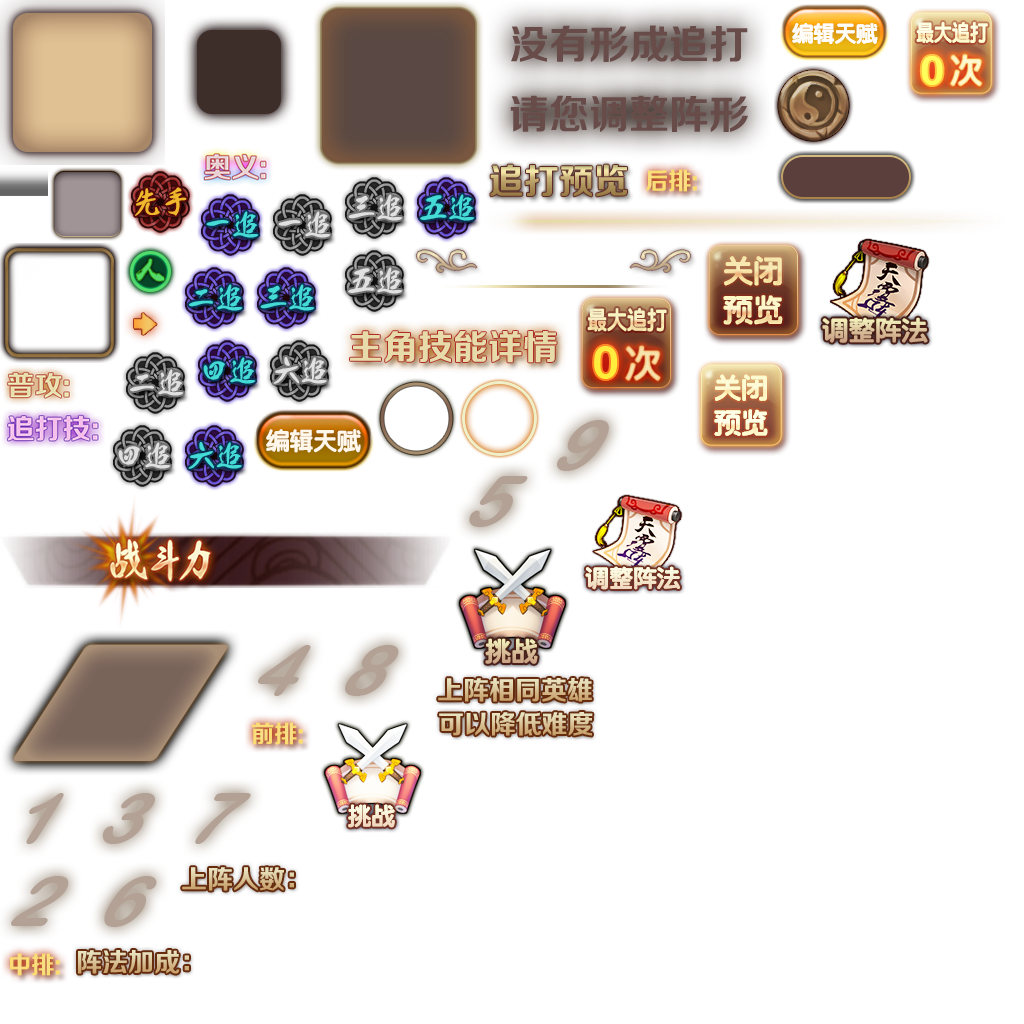 没有形成追打
请您调整阵形
编辑天赋
最大追打
0次
奥义:
追打预览
后排:
先手
一追
一追
三追
五追
二追
三追
五追
关闭
预览
调整阵法
最大追打
0次
主角技能详情
人
普攻:
追打技:
二追
四追
六追
四追
六追
编辑天赋
关闭
预览
9
5
战斗力
调整阵法
挑战
4
8
上阵相同英雄
可以降低难度
前排:
挑战
1
3
7
上阵人数:
2
6
中排:
阵法加成: